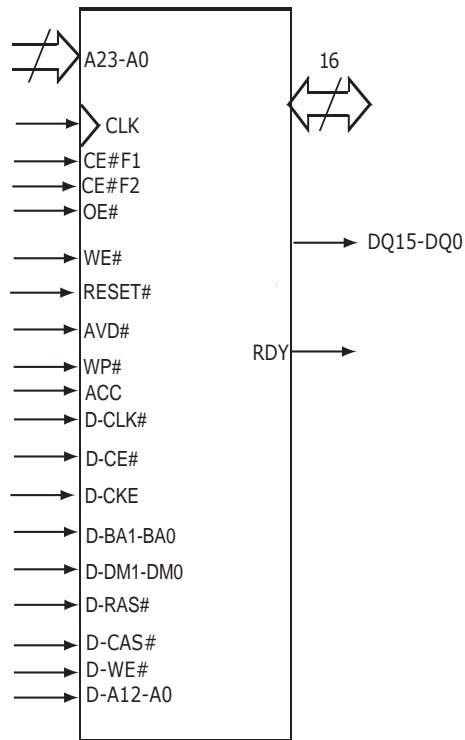 A23-A0
16
CLK
CE#F1
CE#F2
OE#
DQ15-DQ0
WE#
RESET#
AVD#
RDY
WP#
ACC
D-CLK#
D-CE#
D-CKE
D-BA1-BA0
D-DM1-DM0
D-RAS#
D-CAS#
D-WE#
D-A12-A0